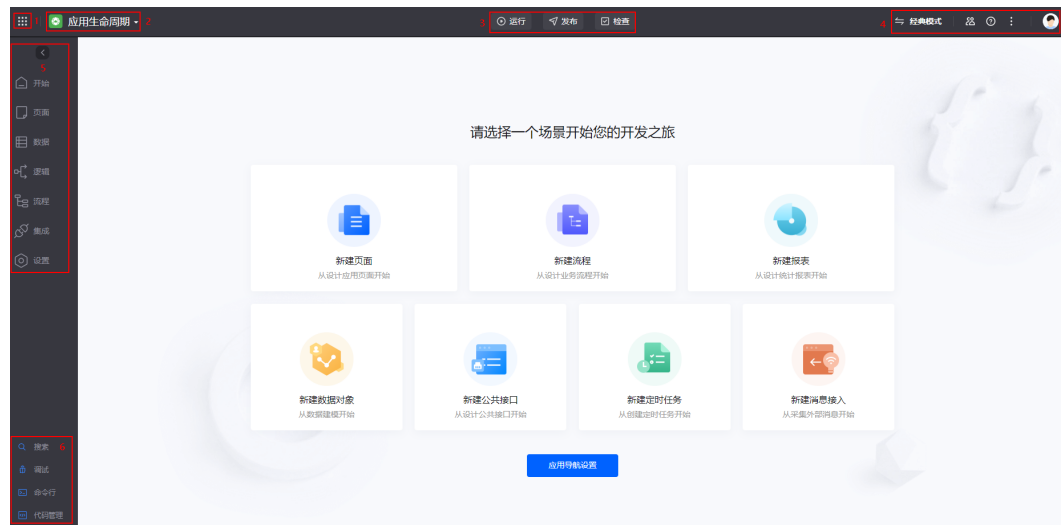 1 应用生命周期 2 3 运行 发布 检查 4 经典模式
5
开始
页面
数据
逻辑
流程
集成
设置
请选择一个场景开始您的开发之旅
新建页面 新建流程 新建报表
从设计应用页面开始 从设计业务流程开始 从设计统计报表开始
新建数据对象 新建公共接口 新建定时任务 新建消息接入
从数据建模开始 从设计公共接口开始 从创建定时任务开始 从采集外部消息开始
应用导航设置
搜索 6
调试
命令行
代码管理